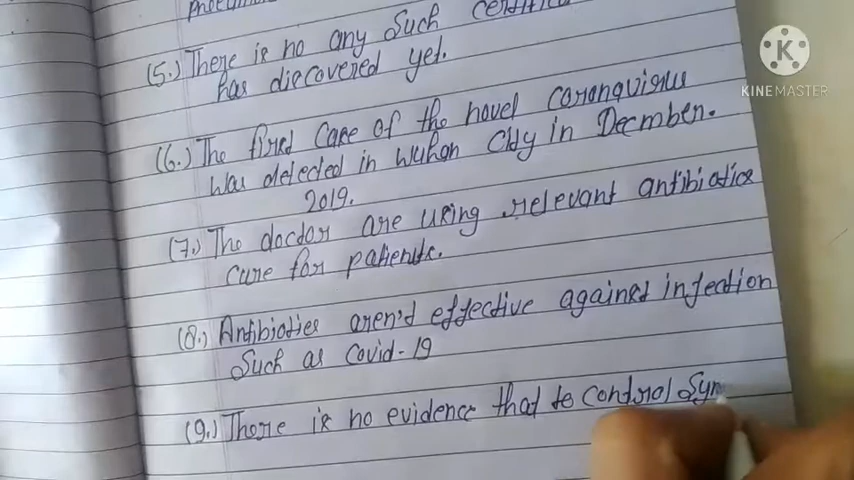 (5.) There is no any such
has discovered yet.
KINEMASTER
(6.) The first case of the novel coronavirus
was detected in Wuhan City in Decmber.
2019.
(7.) The doctor are using relevant antibiotics
cure for patients.
(8.) Antibiotics aren't effective against infection
Such as Covid-19
(9.) There is no evidence that to control Sym